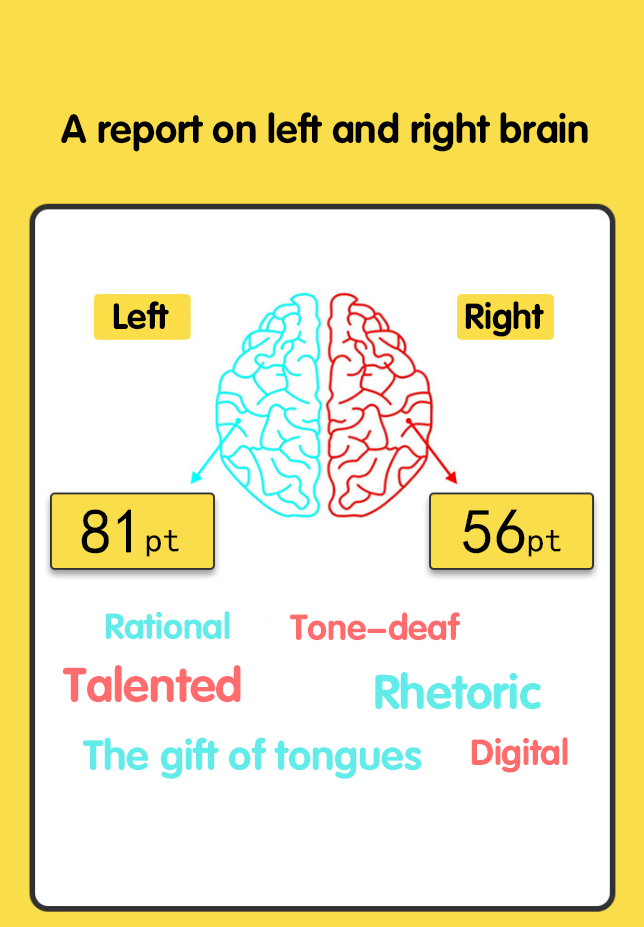 A report on left and right brain
Left
Right
81pt
56pt
Rational
Tone-deaf
Talented
Rhetoric
The gift of tongues
Digital